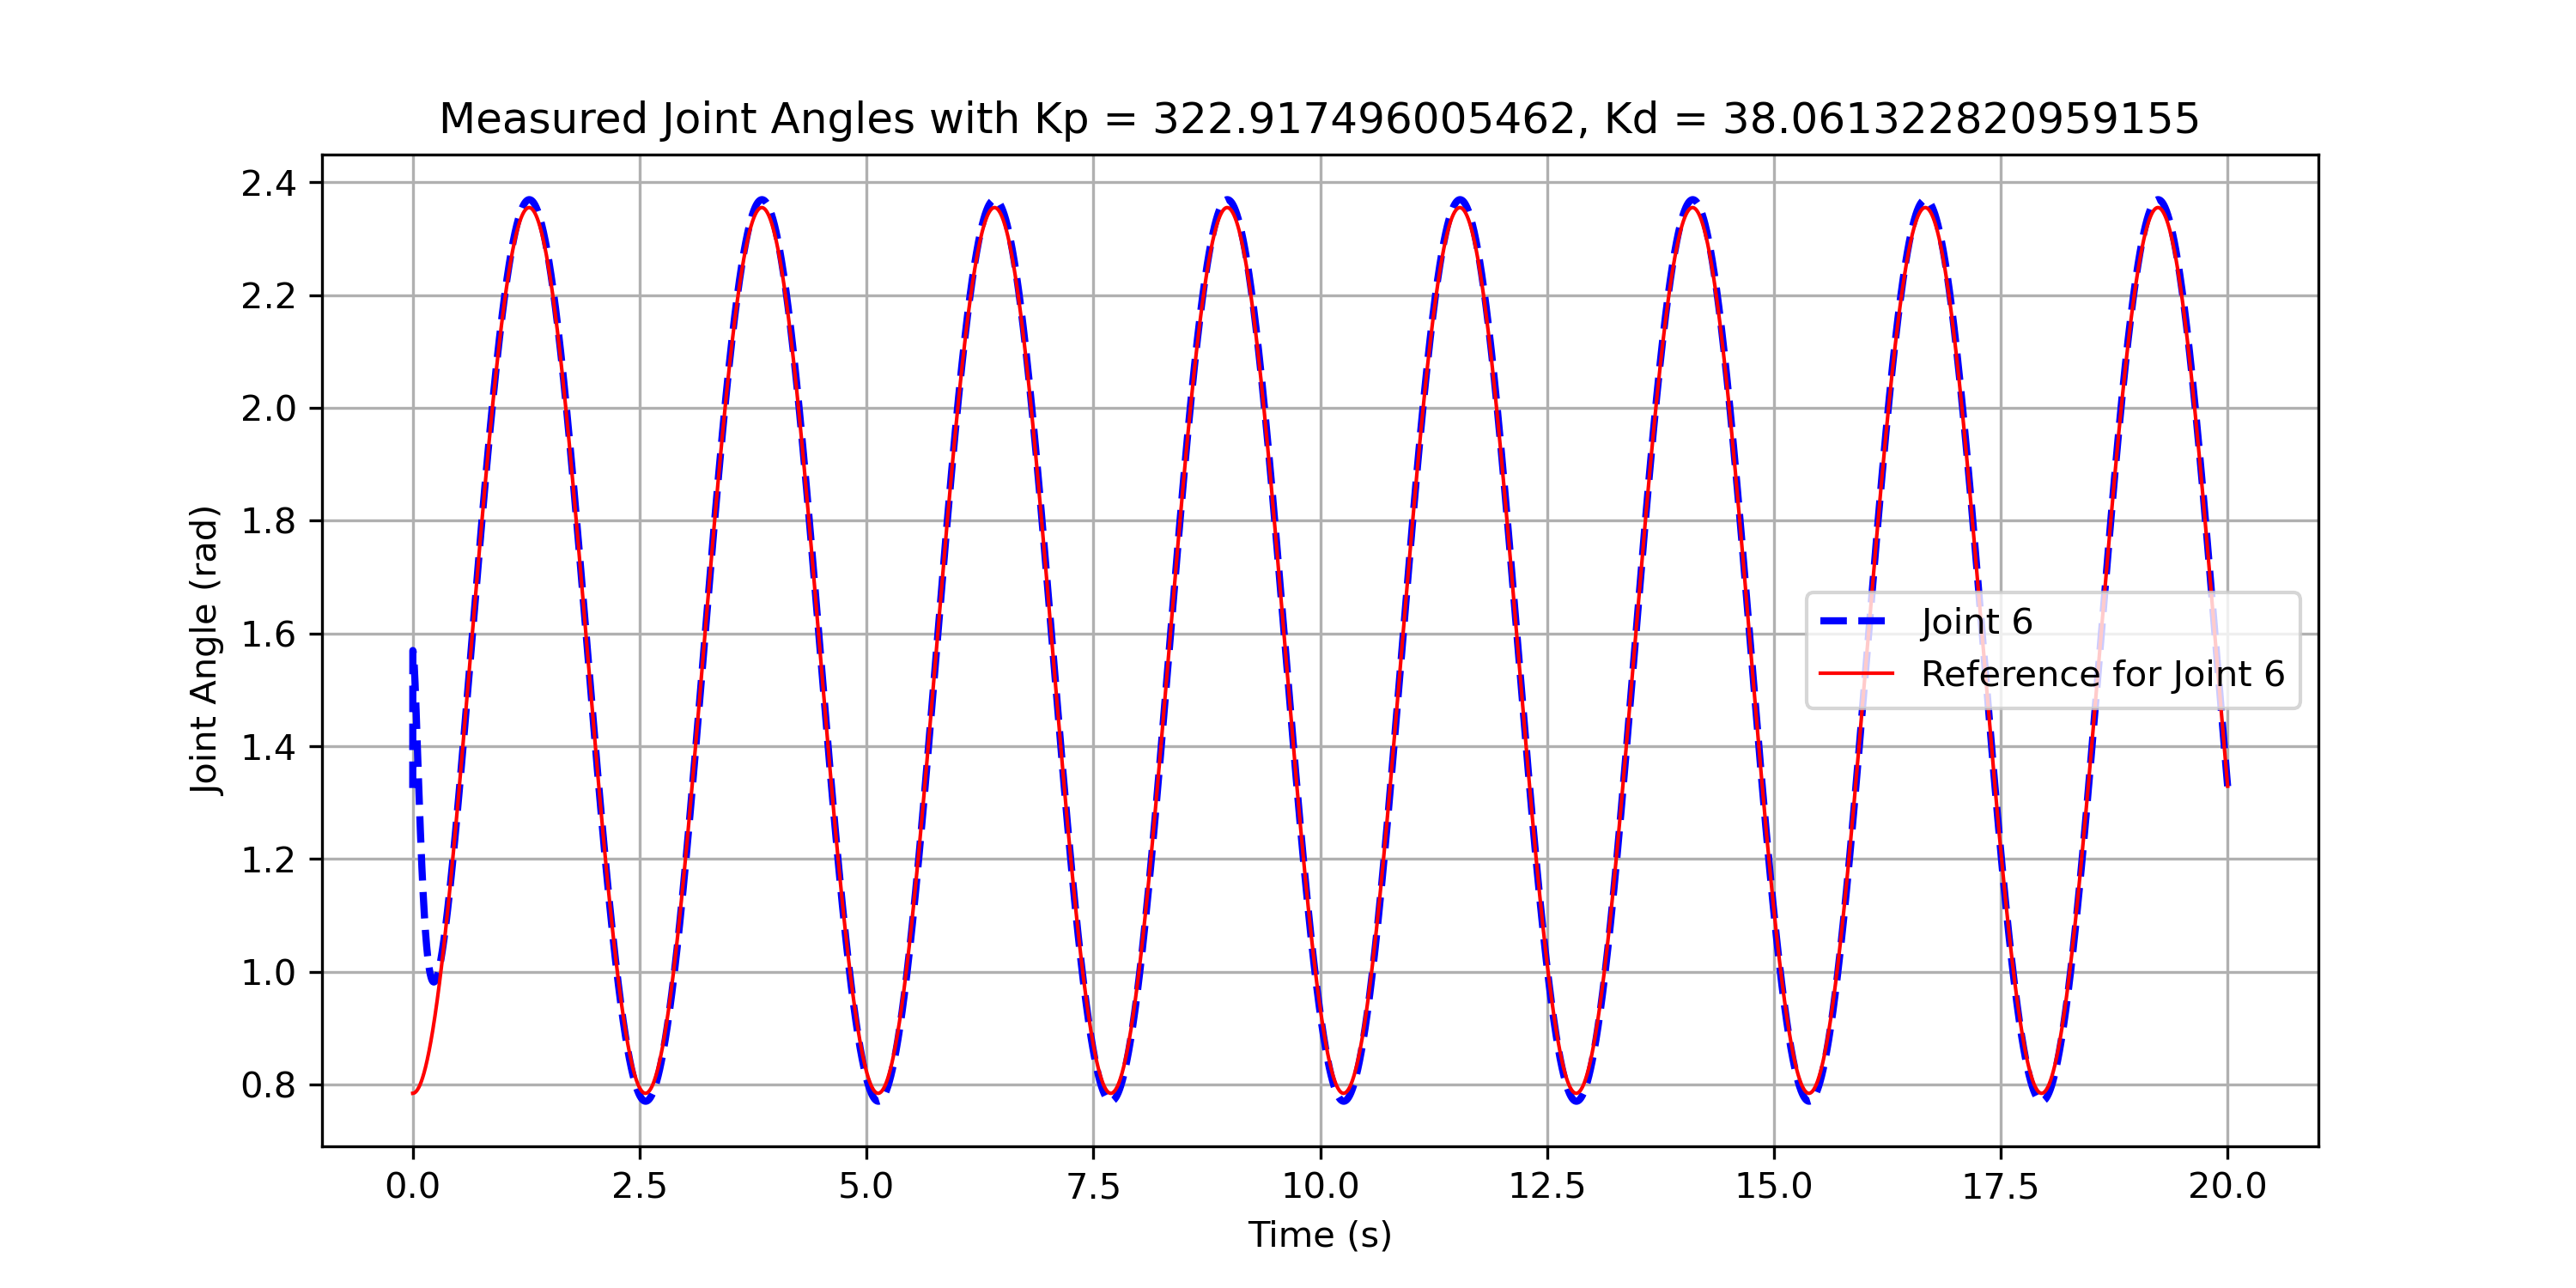 Measured Joint Angles with Kp = 322.917496005462, Kd = 38.061322820959155
Joint Angle (rad)
2.4
2.2
2.0
1.8
1.6
1.4
1.2
1.0
0.8
Joint 6
Reference for Joint 6
0.0 2.5 5.0 7.5 10.0 12.5 15.0 17.5 20.0
Time (s)